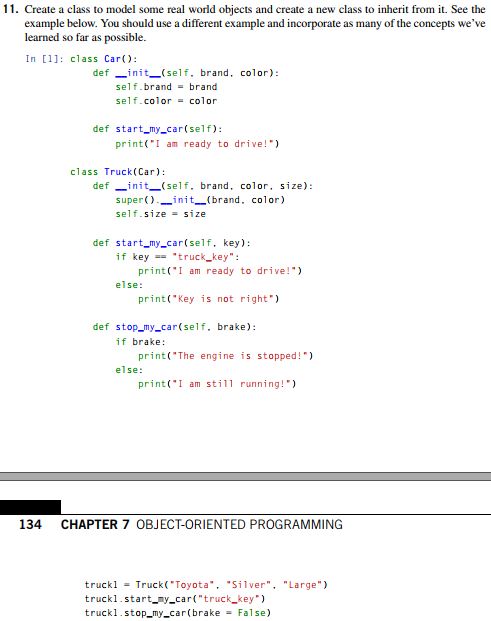 11. Create a class to model some real world objects and create a new class to inherit from it. See the
example below. You should use a different example and incorporate as many of the concepts we've
learned so far as possible.
In [1]: class Car():
def __init__(self, brand, color):
self.brand = brand
self.color = color
def start_my_car(self):
print("I am ready to drive!")
class Truck(Car):
def __init__(self, brand, color, size):
super().__init__(brand, color)
self.size = size
def start_my_car(self, key):
if key == "truck_key":
print("I am ready to drive!")
else:
print("Key is not right")
def stop_my_car(self, brake):
if brake:
print("The engine is stopped!")
else:
print("I am still running!")
134 CHAPTER 7 OBJECT-ORIENTED PROGRAMMING
truck1 = Truck("Toyota", "Silver", "Large")
truck1.start_my_car("truck_key")
truck1.stop_my_car(brake = False)